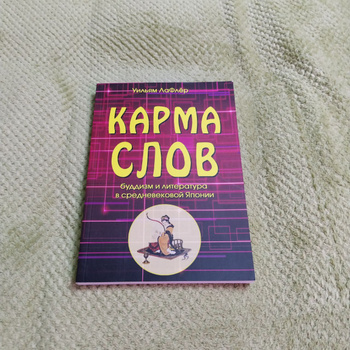 Уильям ЛаФлёр
КАРМА
СЛОВ
буддизм и литература
в средневековой Японии